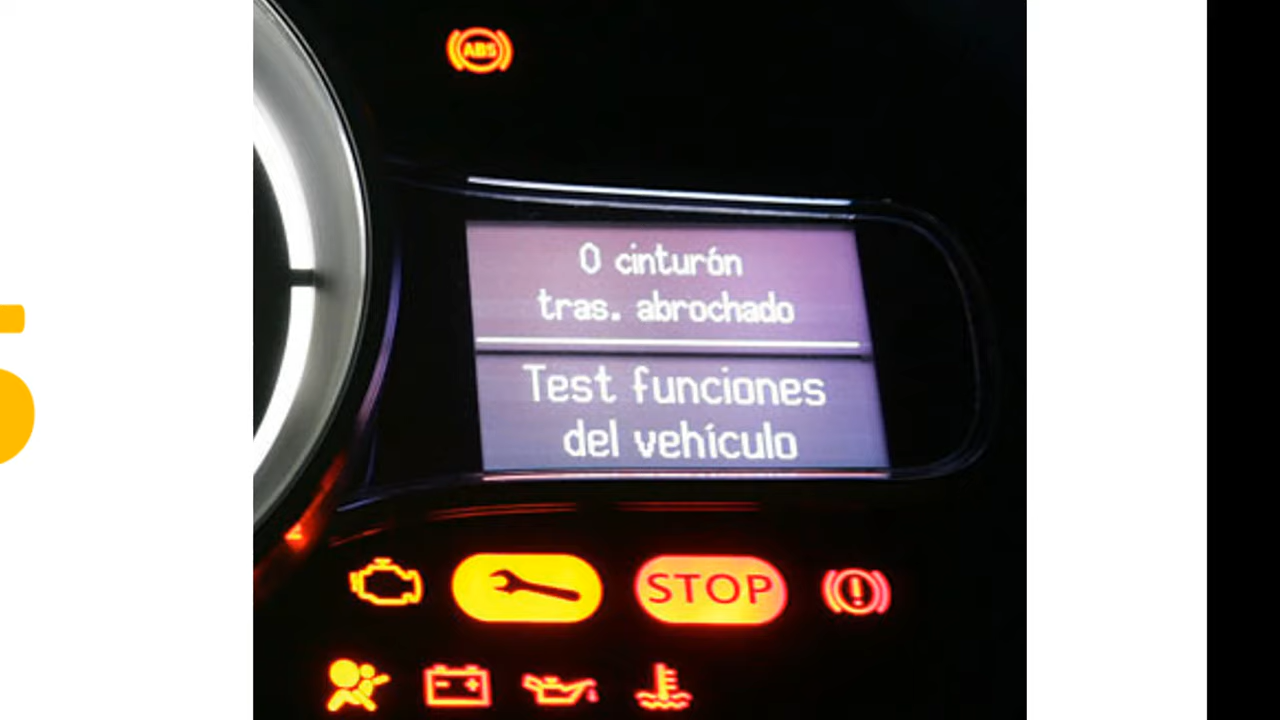 ABS
0 cinturón
tras. abrochado
Test funciones
del vehículo
STOP